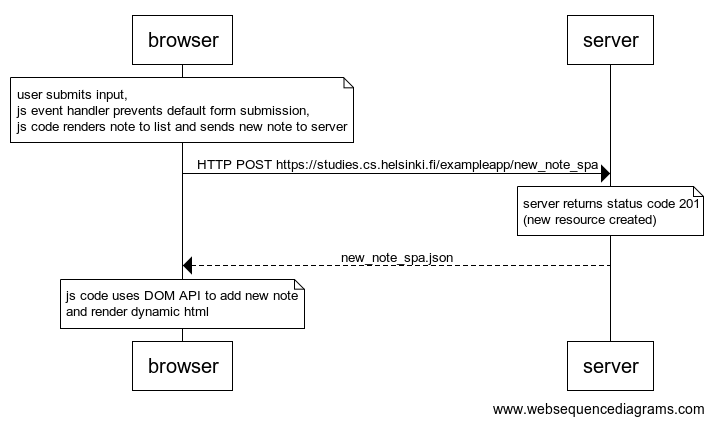 browser
server
user submits input,
js event handler prevents default form submission,
js code renders note to list and sends new note to server
HTTP POST https://studies.cs.helsinki.fi/exampleapp/new_note_spa
server returns status code 201
(new resource created)
new_note_spa.json
js code uses DOM API to add new note
and render dynamic html
browser
server
www.websequencediagrams.com